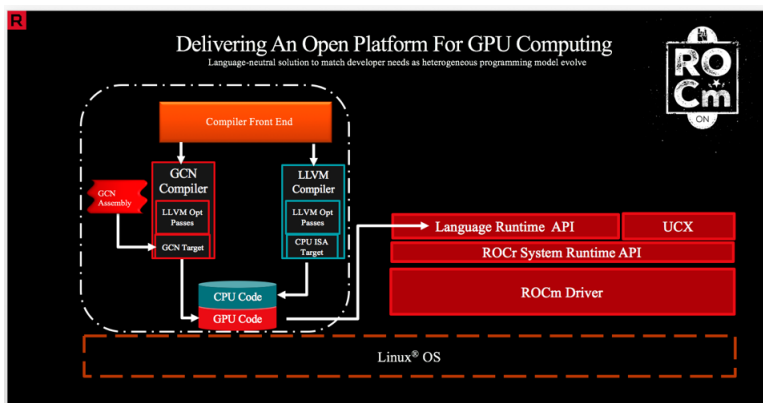 R
Delivering An Open Platform For GPU Computing
Language-neutral solution to match developer needs as heterogeneous programming model evolve
ROCm
ON
Compiler Front End
GCN
Compiler
LLVM Opt
Passes
GCN Target
GCN
Assembly
LLVM
Compiler
LLVM Opt
Passes
CPU ISA
Target
CPU Code
GPU Code
Language Runtime API
UCX
ROCr System Runtime API
ROCm Driver
Linux® OS